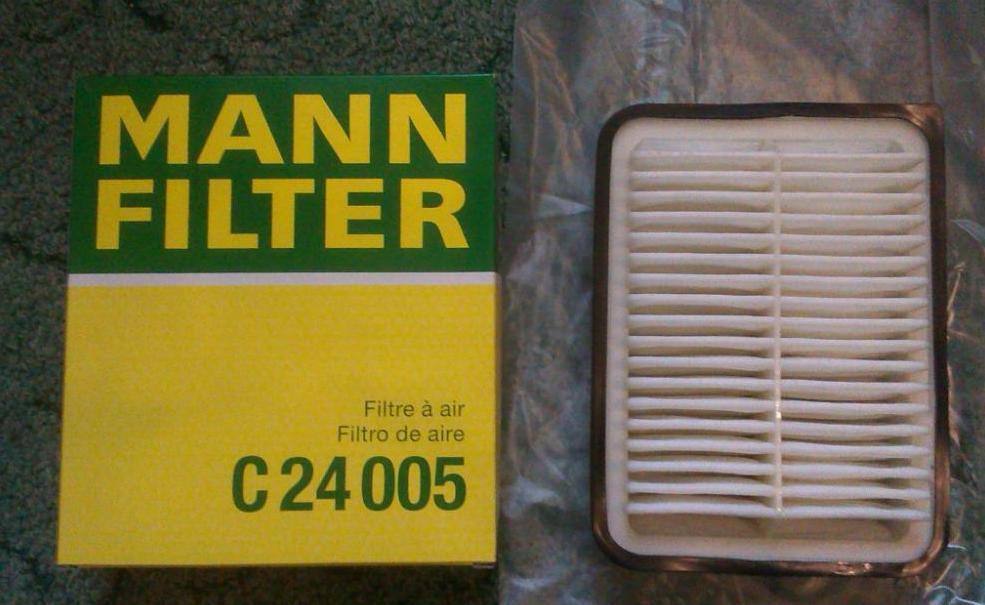 MANN
FILTER
Filtre à air
Filtro de aire
C 24 005